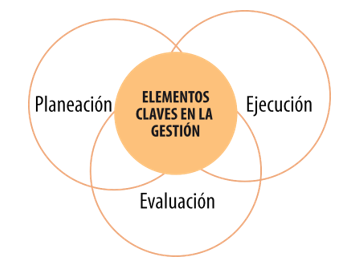 Planeación
ELEMENTOS
CLAVES EN LA
GESTIÓN
Ejecución
Evaluación